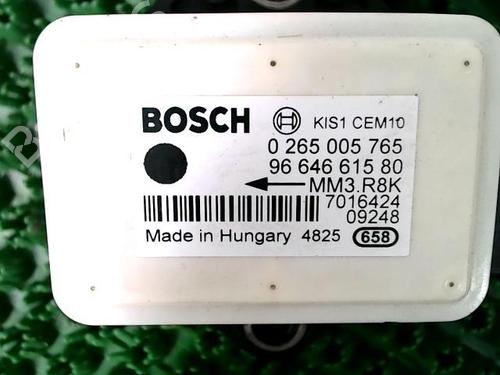 BOSCH KIS1 CEM10
0 265 005 765
96 646 615 80
MM3.R8K
7016424
09248
Made in Hungary 4825 658